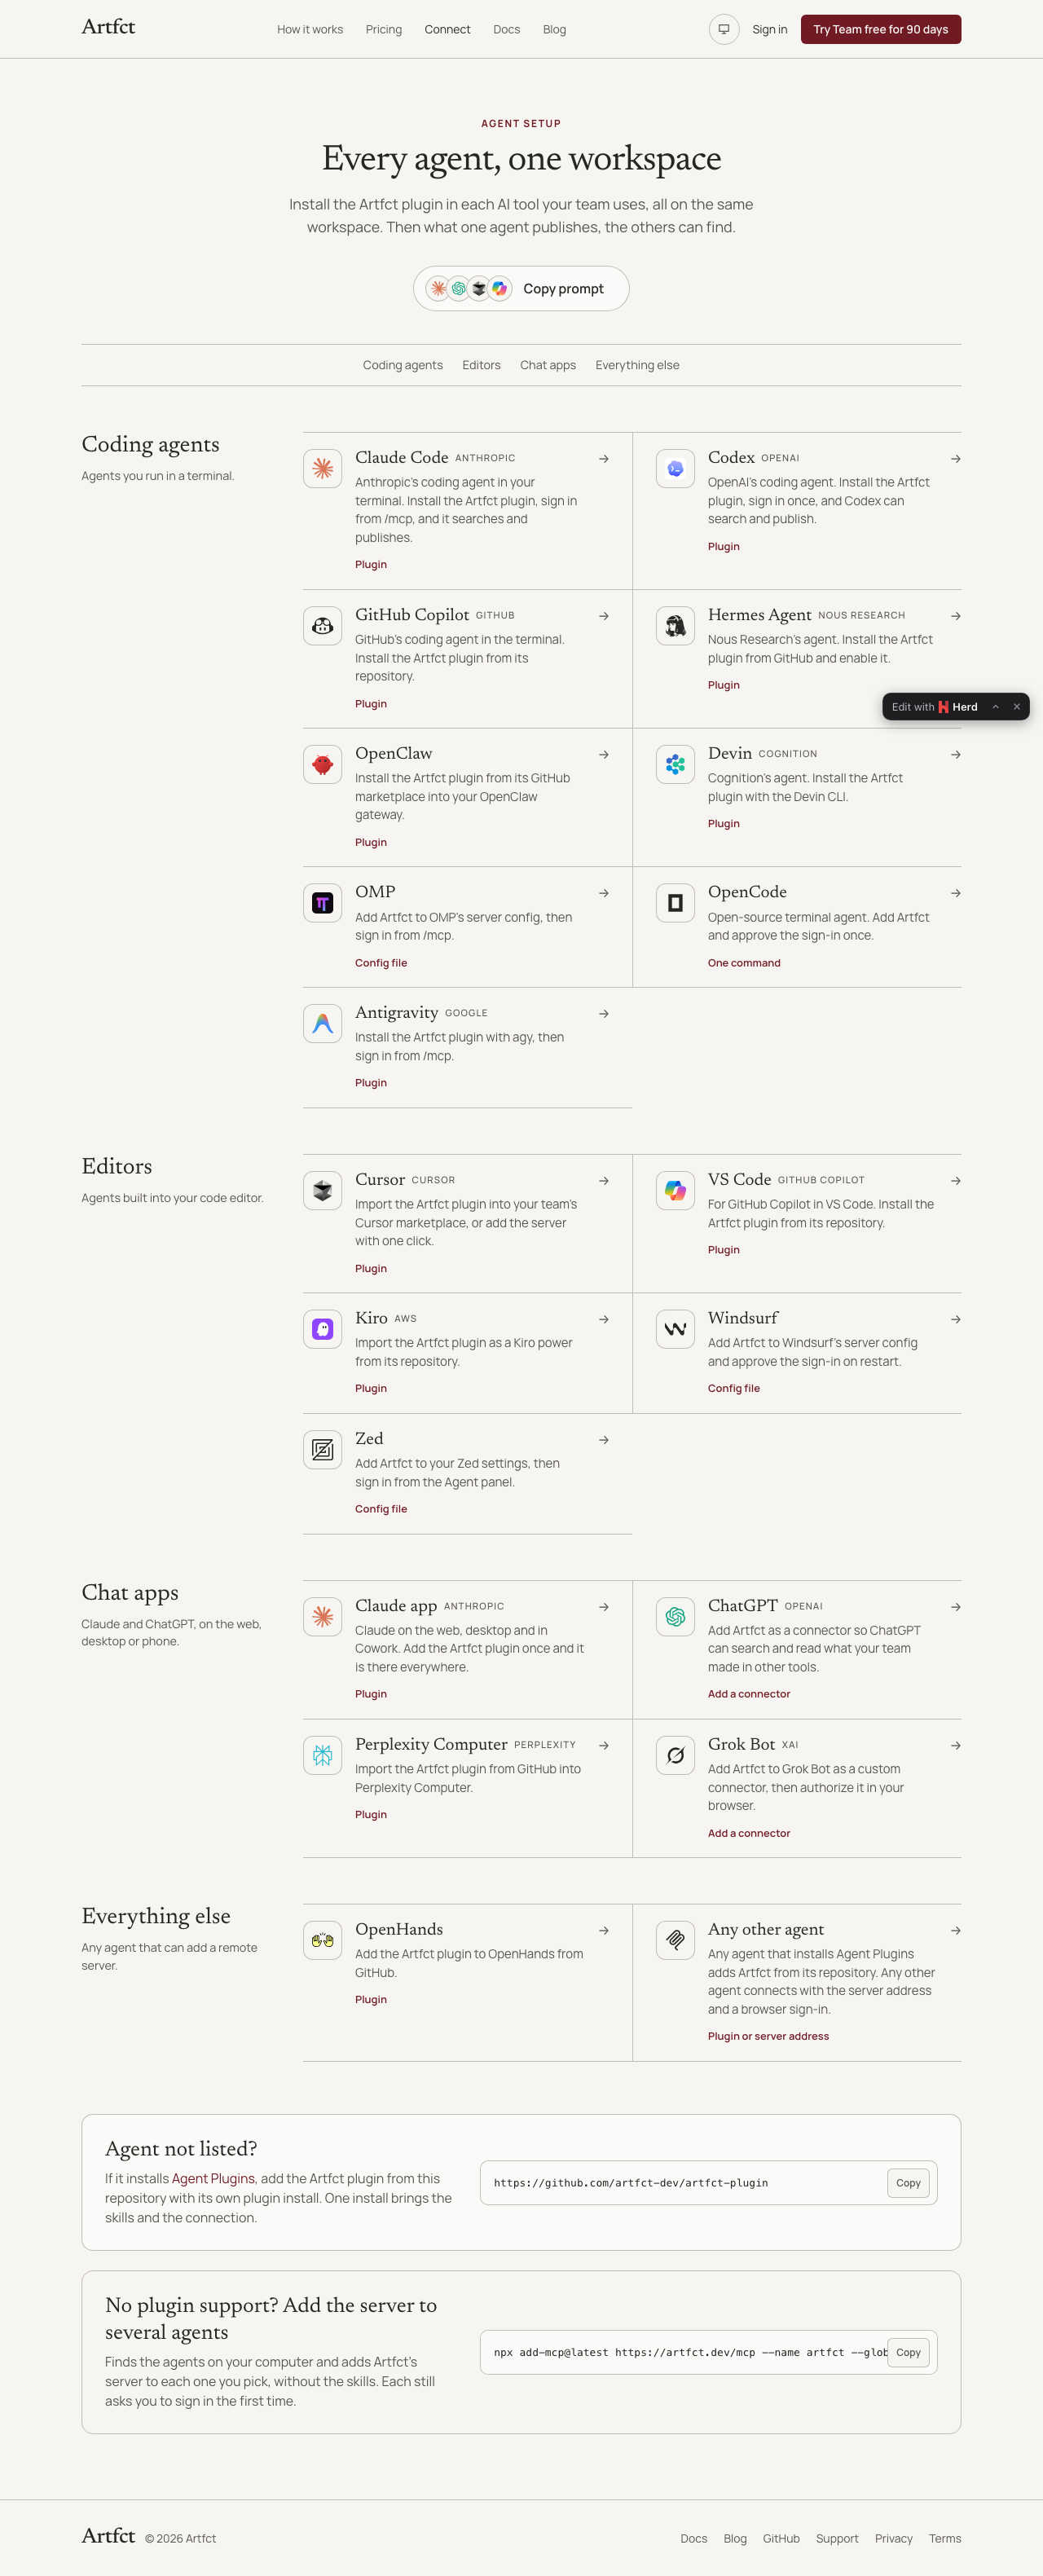 Artfct
How it works
Pricing
Connect
Docs
Blog
Sign in
Try Team free for 90 days
AGENT SETUP
Every agent, one workspace
Install the Artfct plugin in each AI tool your team uses, all on the same
workspace. Then what one agent publishes, the others can find.
Copy prompt
Coding agents
Editors
Chat apps
Everything else
Coding agents
Agents you run in a terminal.
Claude Code ANTHROPIC
Anthropic's coding agent in your
terminal. Install the Artfct plugin, sign in
from /mcp, and it searches and
publishes.
Plugin
Codex OPENAI
OpenAI's coding agent. Install the Artfct
plugin, sign in once, and Codex can
search and publish.
Plugin
GitHub Copilot GITHUB
GitHub's coding agent in the terminal.
Install the Artfct plugin from its
repository.
Plugin
Hermes Agent NOUS RESEARCH
Nous Research's agent. Install the Artfct
plugin from GitHub and enable it.
Plugin
Edit with Herd
OpenClaw
Install the Artfct plugin from its GitHub
marketplace into your OpenClaw
gateway.
Plugin
Devin COGNITION
Cognition's agent. Install the Artfct
plugin with the Devin CLI.
Plugin
OMP
Add Artfct to OMP's server config, then
sign in from /mcp.
Config file
OpenCode
Open-source terminal agent. Add Artfct
and approve the sign-in once.
One command
Antigravity GOOGLE
Install the Artfct plugin with agy, then
sign in from /mcp.
Plugin
Editors
Agents built into your code editor.
Cursor CURSOR
Import the Artfct plugin into your team's
Cursor marketplace, or add the server
with one click.
Plugin
VS Code GITHUB COPILOT
For GitHub Copilot in VS Code. Install the
Artfct plugin from its repository.
Plugin
Kiro AWS
Import the Artfct plugin as a Kiro power
from its repository.
Plugin
Windsurf
Add Artfct to Windsurf's server config
and approve the sign-in on restart.
Config file
Zed
Add Artfct to your Zed settings, then
sign in from the Agent panel.
Config file
Chat apps
Claude and ChatGPT, on the web,
desktop or phone.
Claude app ANTHROPIC
Claude on the web, desktop and in
Cowork. Add the Artfct plugin once and it
is there everywhere.
Plugin
ChatGPT OPENAI
Add Artfct as a connector so ChatGPT
can search and read what your team
made in other tools.
Add a connector
Perplexity Computer PERPLEXITY
Import the Artfct plugin from GitHub into
Perplexity Computer.
Plugin
Grok Bot XAI
Add Artfct to Grok Bot as a custom
connector, then authorize it in your
browser.
Add a connector
Everything else
Any agent that can add a remote
server.
OpenHands
Add the Artfct plugin to OpenHands from
GitHub.
Plugin
Any other agent
Any agent that installs Agent Plugins
adds Artfct from its repository. Any other
agent connects with the server address
and a browser sign-in.
Plugin or server address
Agent not listed?
If it installs Agent Plugins, add the Artfct plugin from this
repository with its own plugin install. One install brings the
skills and the connection.
https://github.com/artfct-dev/artfct-plugin
Copy
No plugin support? Add the server to
several agents
Finds the agents on your computer and adds Artfct's
server to each one you pick, without the skills. Each still
asks you to sign in the first time.
npx add-mcp@latest https://artfct.dev/mcp --name artfct --glob
Copy
Artfct © 2026 Artfct
Docs
Blog
GitHub
Support
Privacy
Terms